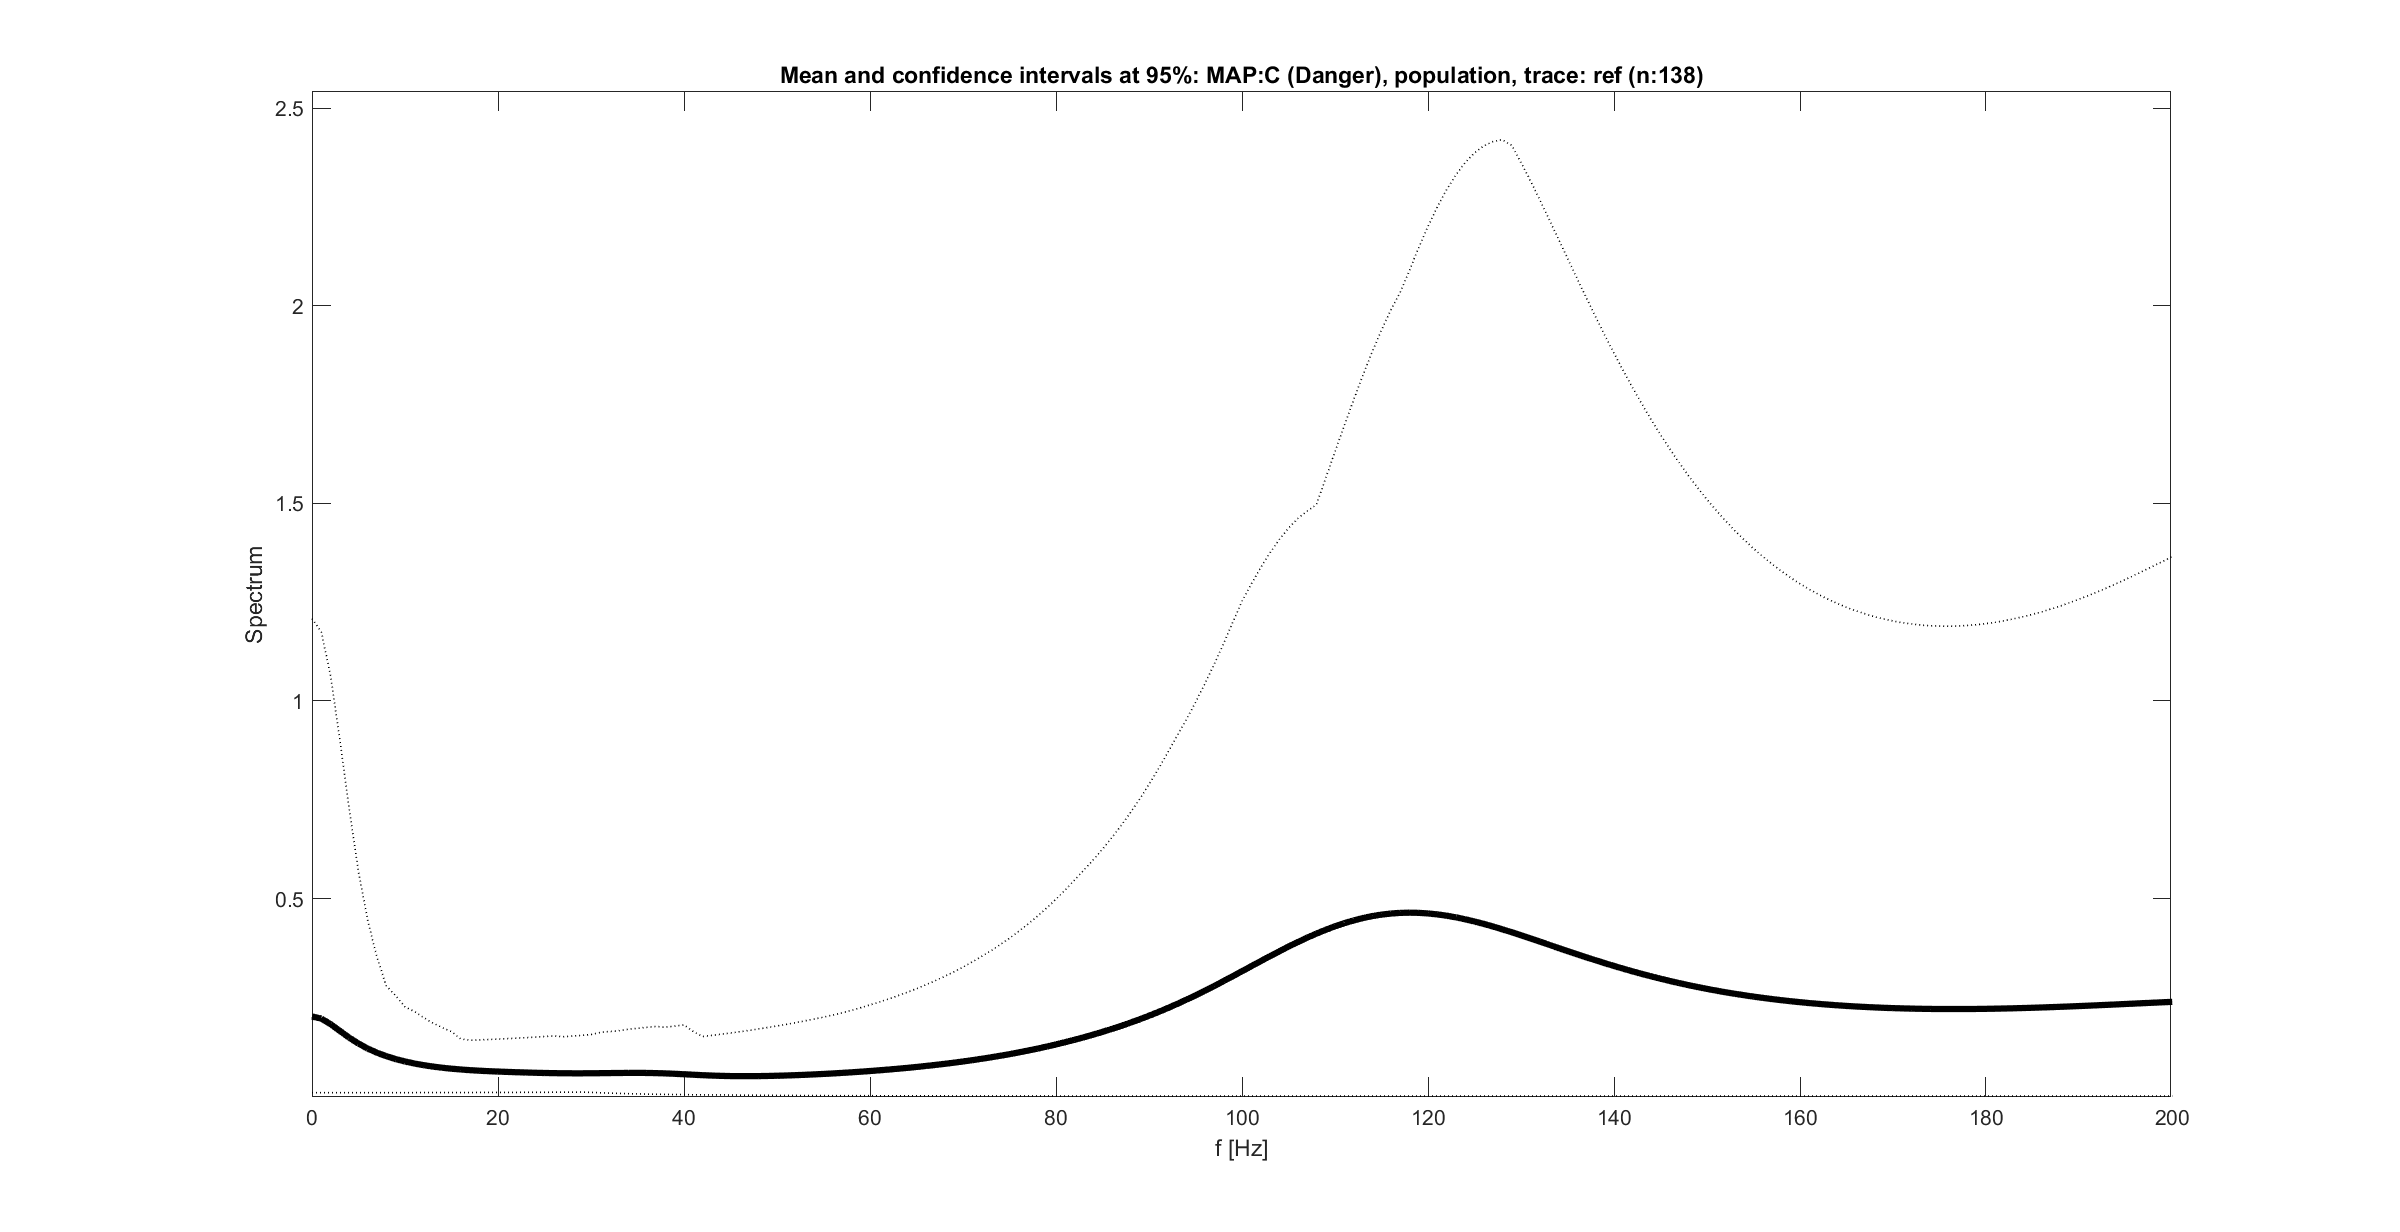 Mean and confidence intervals at 95%: MAP:C (Danger), population, trace: ref (n:138)
2.5
2
1.5
1
0.5
Spectrum
0 20 40 60 80 100 120 140 160 180 200
f [Hz]